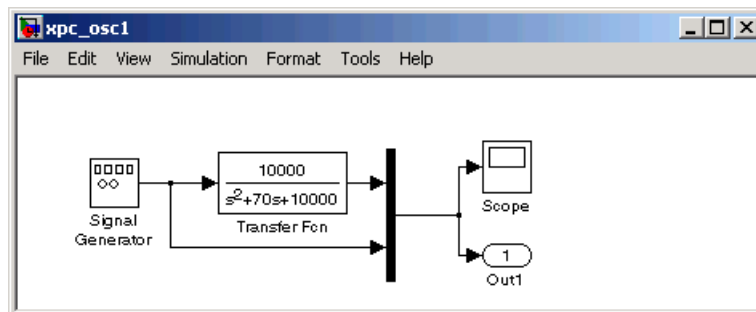 xpc_osc1
File Edit View Simulation Format Tools Help
10000
s²+70s+10000
Transfer Fcn
Signal
Generator
Scope
1
Out1